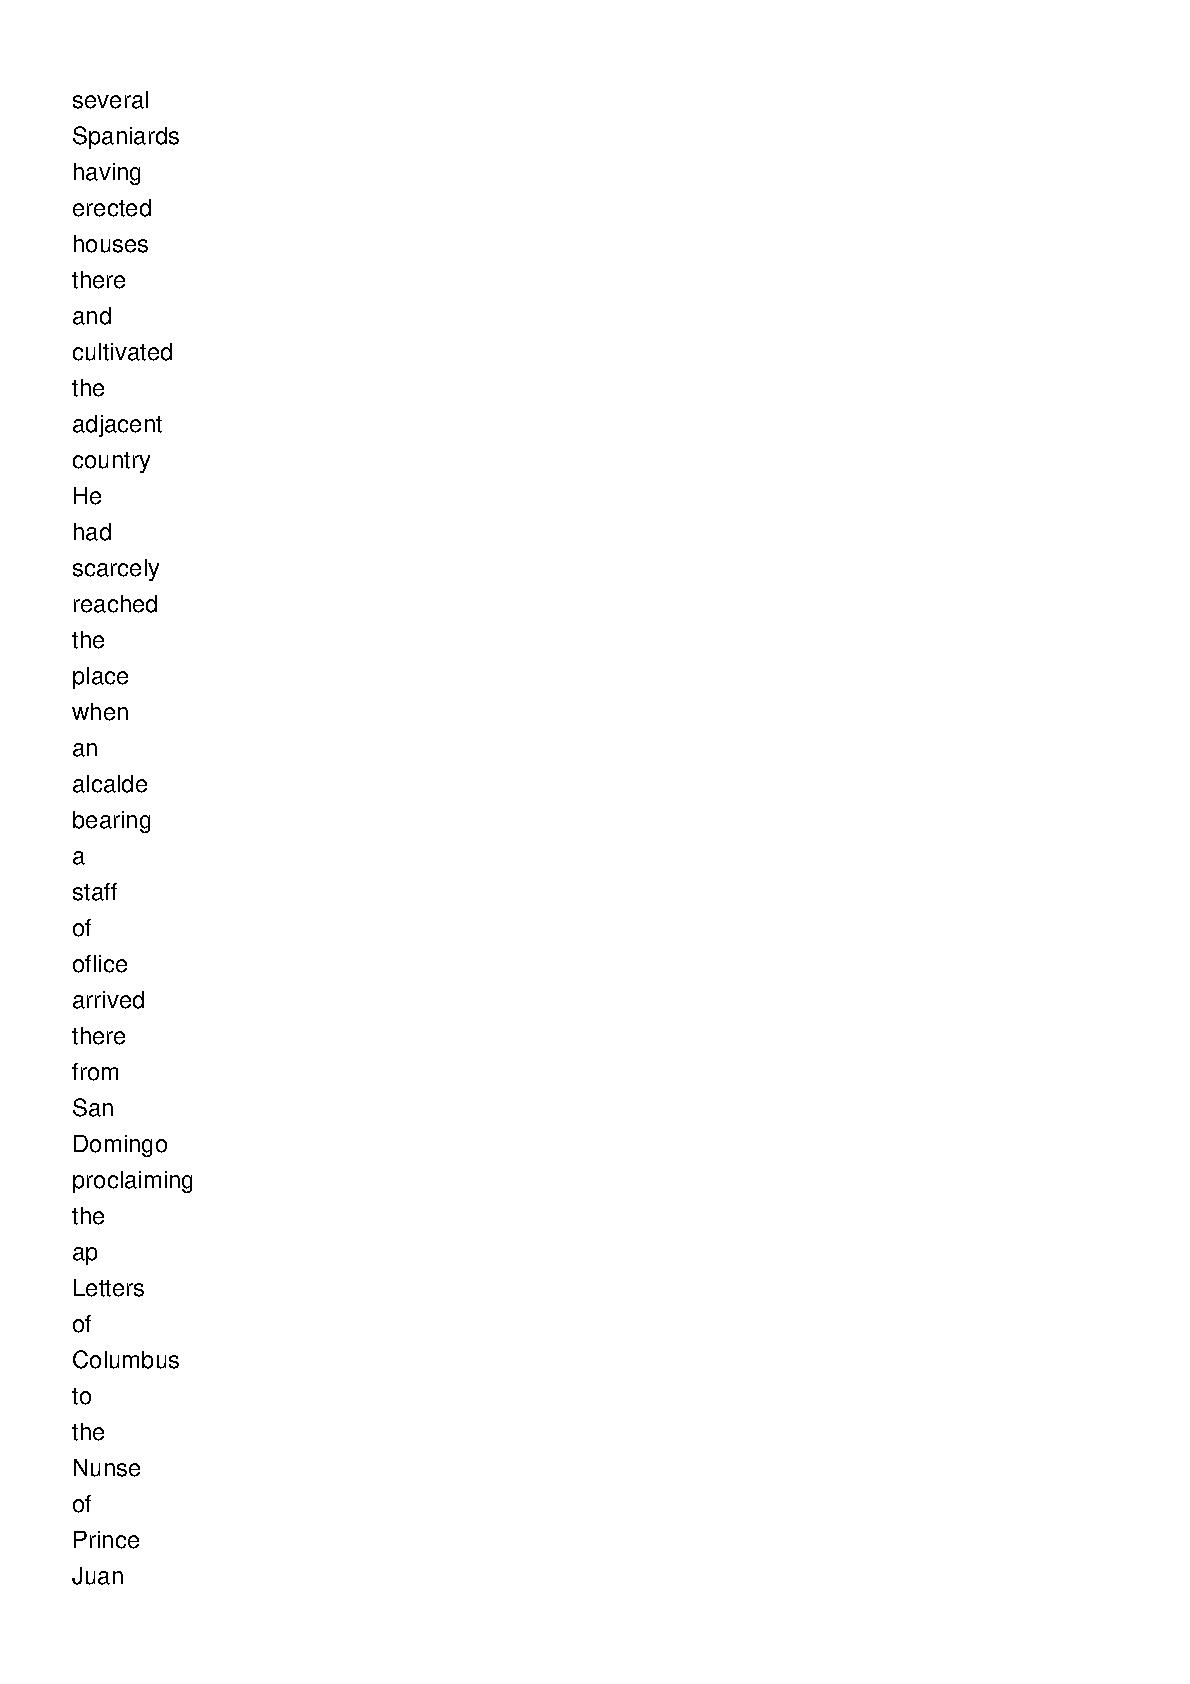 several
Spaniards
having
erected
houses
there
and
cultivated
the
adjacent
country
He
had
scarcely
reached
the
place
when
an
alcalde
bearing
a
staff
of
oflice
arrived
there
from
San
Domingo
proclaiming
the
ap
Letters
of
Columbus
to
the
Nunse
of
Prince
Juan